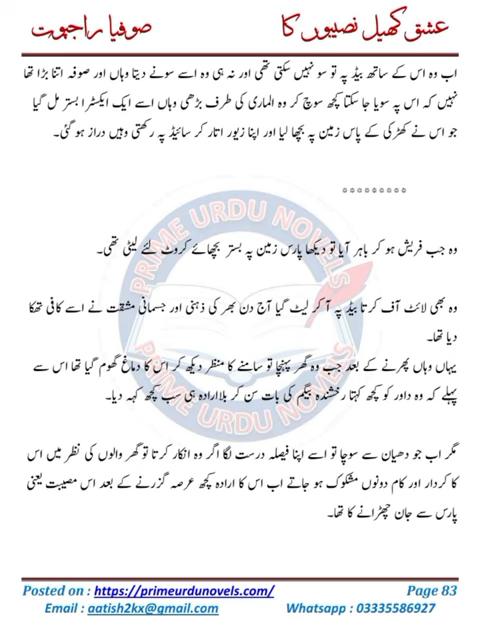 عشق کھیل نصیبوں کا
صوفیا راجپوت
اب وہ اس کے ساتھ بیڈ پہ تو سو نہیں سکتی تھی اور نہ ہی وہ اسے سونے دیتا وہاں اور صوفہ اتنا بڑا تھا
نہیں کہ اس پہ سویا جا سکتا کچھ سوچ کر وہ الماری کی طرف بڑھی وہاں اسے ایک ایکسٹرا بستر مل گیا
جو اس نے کھڑکی کے پاس زمین پہ بچھا لیا اور اپنا زیور اتار کر سائیڈ پہ رکھتی وہیں دراز ہو گئی۔
*********
وہ جب فریش ہو کر باہر آیا تو دیکھا پارس زمین پہ بستر بچھائے کروٹ لئے لیٹی تھی۔
وہ بھی لائٹ آف کرتا بیڈ پہ آ کر لیٹ گیا آج دن بھر کی ذہنی اور جسمانی مشقت نے اسے کافی تھکا
دیا تھا۔
یہاں وہاں پھرنے کے بعد جب وہ گھر پہنچا تو سامنے کا منظر دیکھ کر اس کا دماغ گھوم گیا تھا اس سے
پہلے کہ وہ داور کو کچھ کہتا رخشندہ بیگم کی بات سن کر بلاارادہ ہی سب کچھ کہہ دیا۔
مگر اب جو دھیان سے سوچا تو اسے اپنا فیصلہ درست لگا اگر وہ انکار کرتا تو گھر والوں کی نظر میں اس
کا کردار اور کام دونوں مشکوک ہو جاتے اب اس کا ارادہ کچھ عرصہ گزرنے کے بعد اس مصیبت یعنی
پارس سے جان چھڑانے کا تھا۔
PRIME URDU NOVELS
PRIME URDU NOVELS
Posted on : https://primeurdunovels.com/ Page 83
Email : aatish2kx@gmail.com Whatsapp : 03335586927